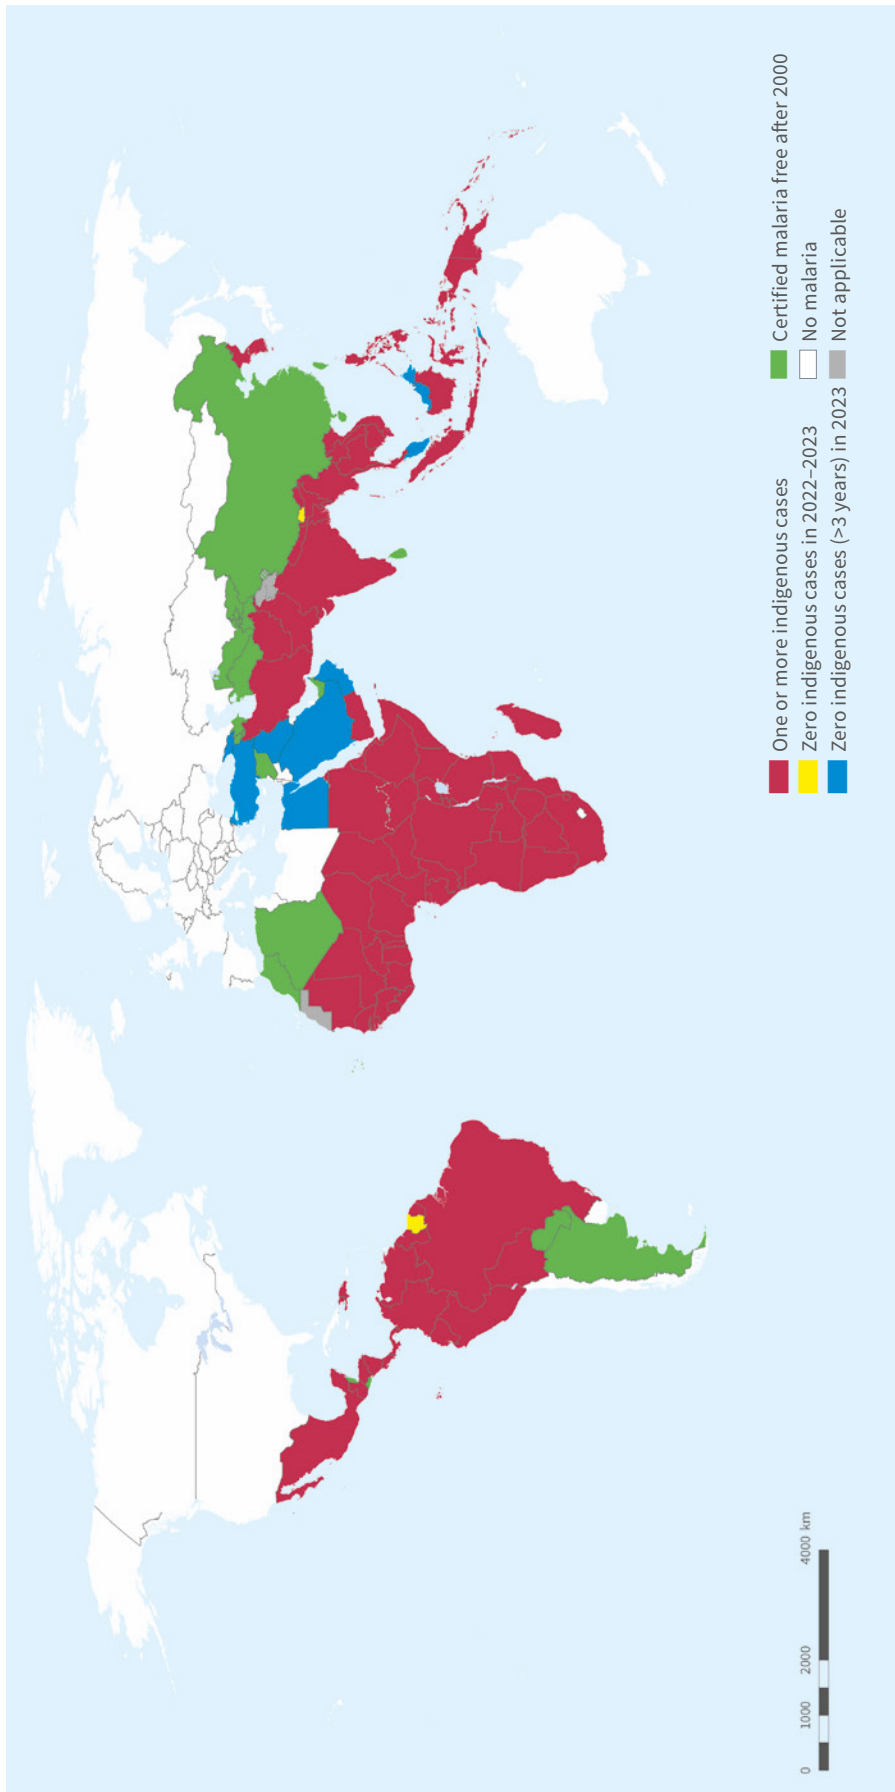 One or more indigenous cases
Zero indigenous cases in 2022–2023
Zero indigenous cases (>3 years) in 2023
Certified malaria free after 2000
No malaria
Not applicable
0 1000 2000 4000 km